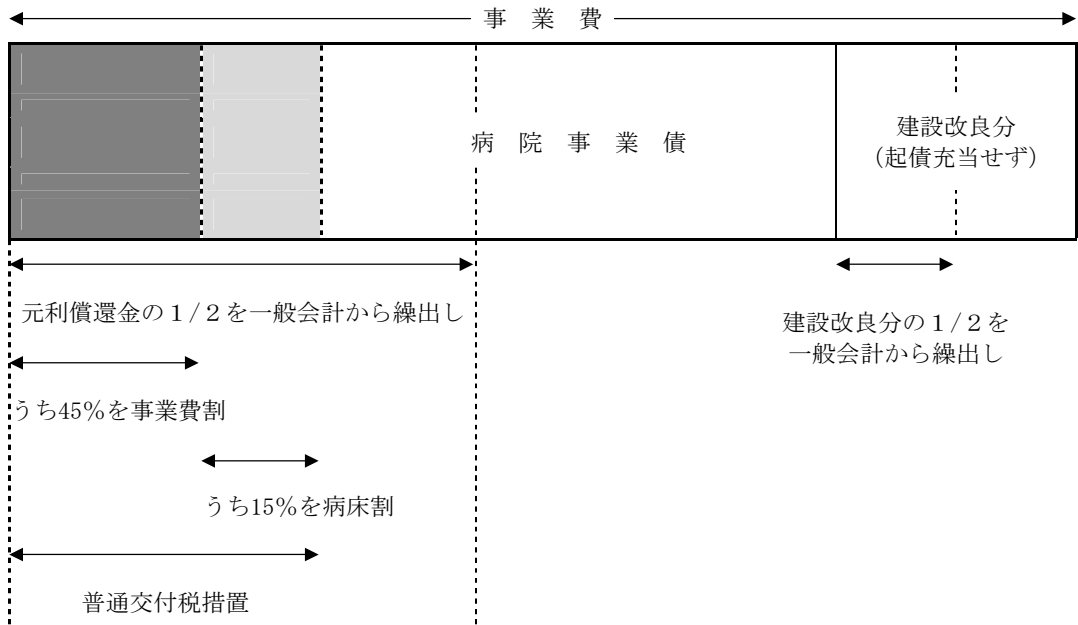 事　業　費
病　院　事　業　債
建設改良分
（起債充当せず）
元利償還金の１/２を一般会計から繰出し
建設改良分の１/２を
一般会計から繰出し
うち45％を事業費割
うち15％を病床割
普通交付税措置